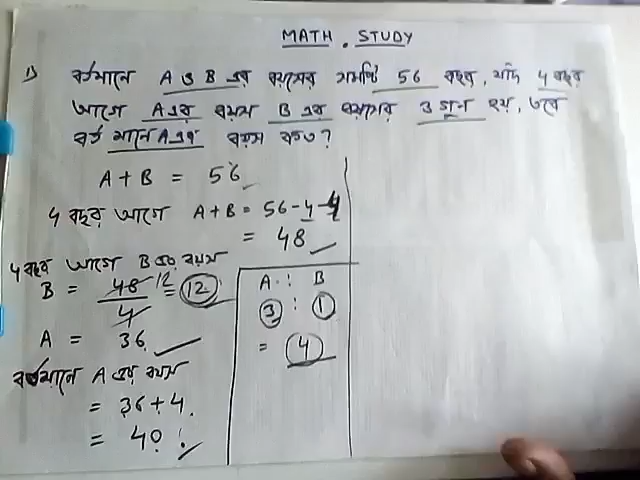 MATH. STUDY
1) বর্তমানে A ও B এর বয়সের সমষ্টি 56 বছর, যদি 4 বছর
আগে A এর বয়স B এর বয়সের 3 গুন হয়, তবে
বর্তমানে A এর বয়স কত?
A + B = 56
4 বছর আগে A + B = 56 - 4 - 4
= 48
4 বছর আগে B এর বয়স
B = 48/4 12 = 12
A = 36
বর্তমানে A এর বয়স
= 36 + 4.
= 40
A : B
3 : 1
= 4